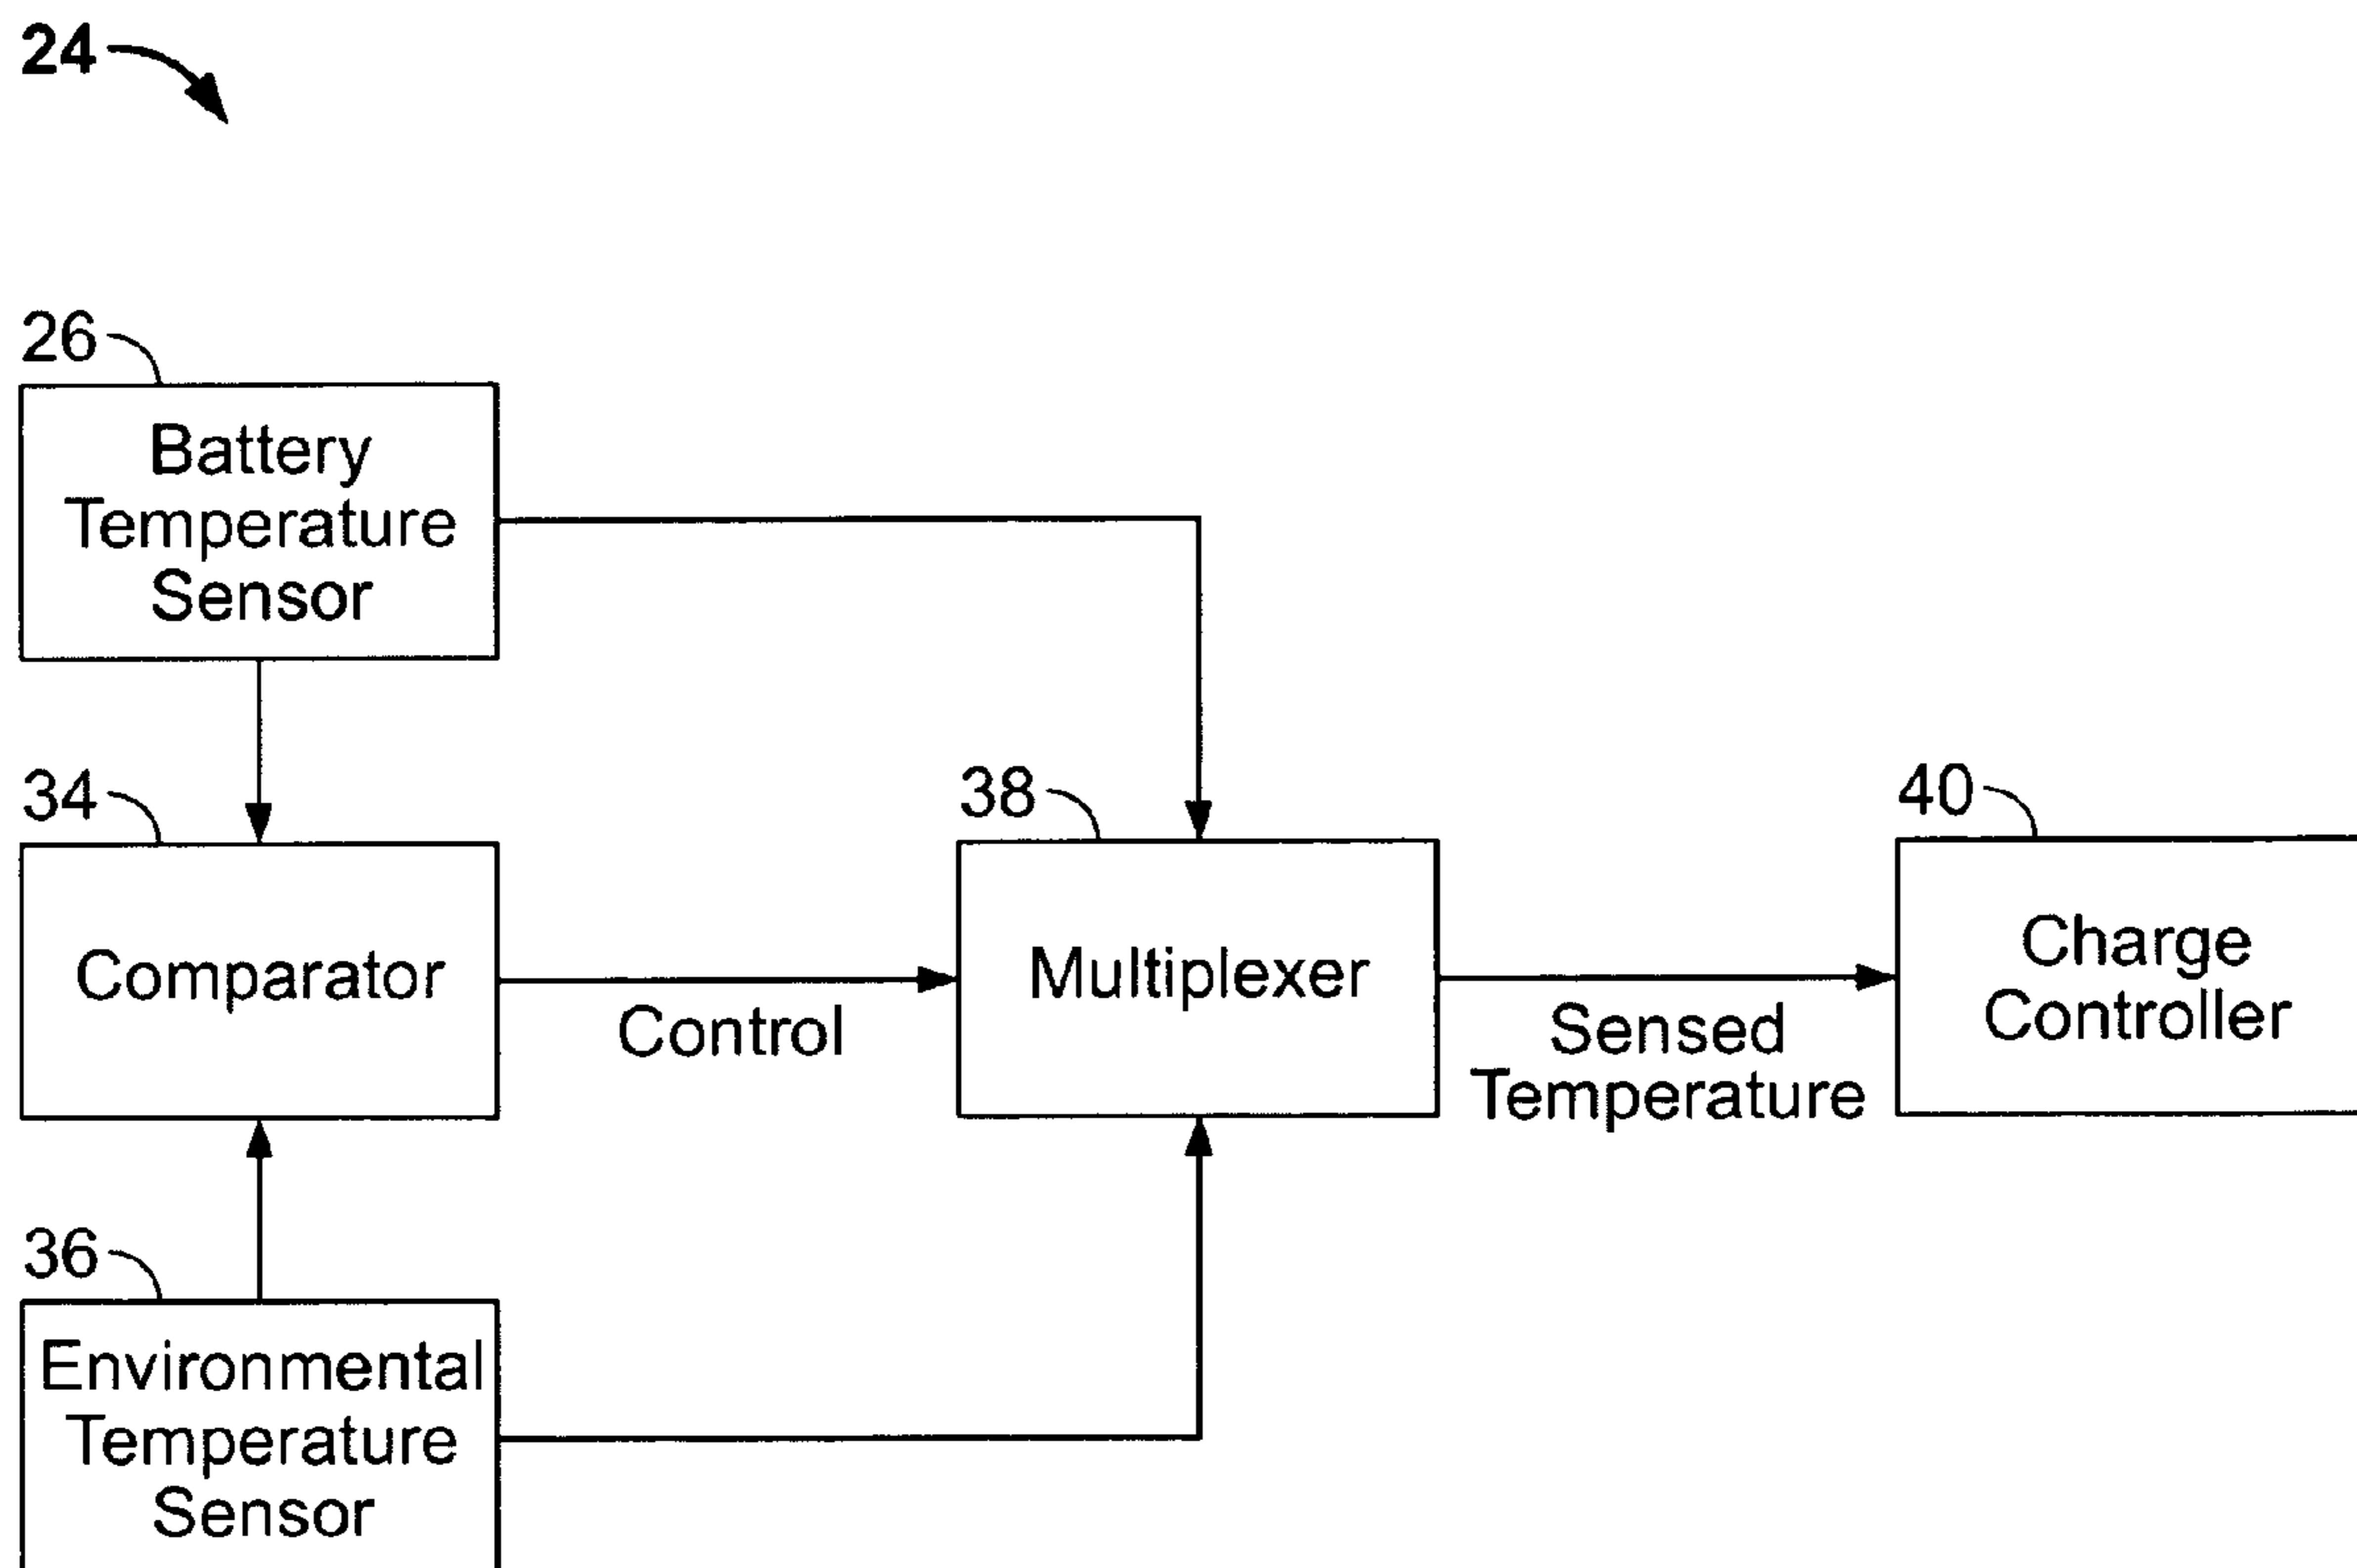 24
26
Battery
Temperature
Sensor
34
Comparator
Control
38
Multiplexer
Sensed
Temperature
40
Charge
Controller
36
Environmental
Temperature
Sensor